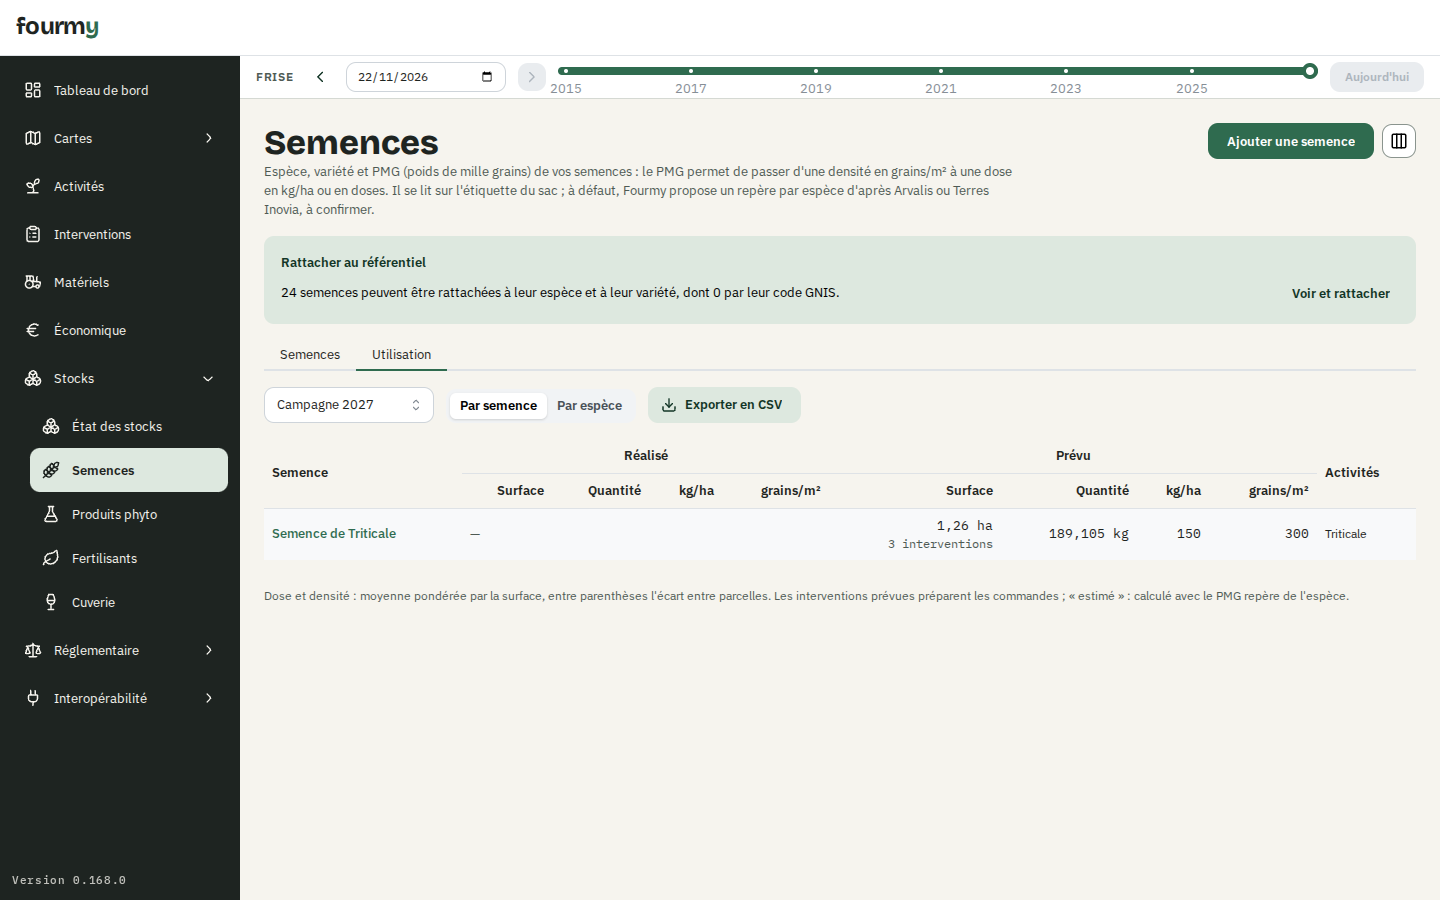 fourmy
FRISE
22/11/2026
2015
2017
2019
2021
2023
2025
Aujourd'hui
Tableau de bord
Cartes
Activités
Interventions
Matériels
Économique
Stocks
État des stocks
Semences
Produits phyto
Fertilisants
Cuverie
Réglementaire
Interopérabilité
Version 0.168.0
Semences
Espèce, variété et PMG (poids de mille grains) de vos semences : le PMG permet de passer d'une densité en grains/m² à une dose
en kg/ha ou en doses. Il se lit sur l'étiquette du sac ; à défaut, Fourmy propose un repère par espèce d'après Arvalis ou Terres
Inovia, à confirmer.
Ajouter une semence
Rattacher au référentiel
24 semences peuvent être rattachées à leur espèce et à leur variété, dont 0 par leur code GNIS.
Voir et rattacher
Semences
Utilisation
Campagne 2027
Par semence
Par espèce
Exporter en CSV
Semence
Réalisé
Prévu
Activités
Surface
Quantité
kg/ha
grains/m²
Surface
Quantité
kg/ha
grains/m²
Semence de Triticale
—
1,26 ha
3 interventions
189,105 kg
150
300
Triticale
Dose et densité : moyenne pondérée par la surface, entre parenthèses l'écart entre parcelles. Les interventions prévues préparent les commandes ; « estimé » : calculé avec le PMG repère de l'espèce.